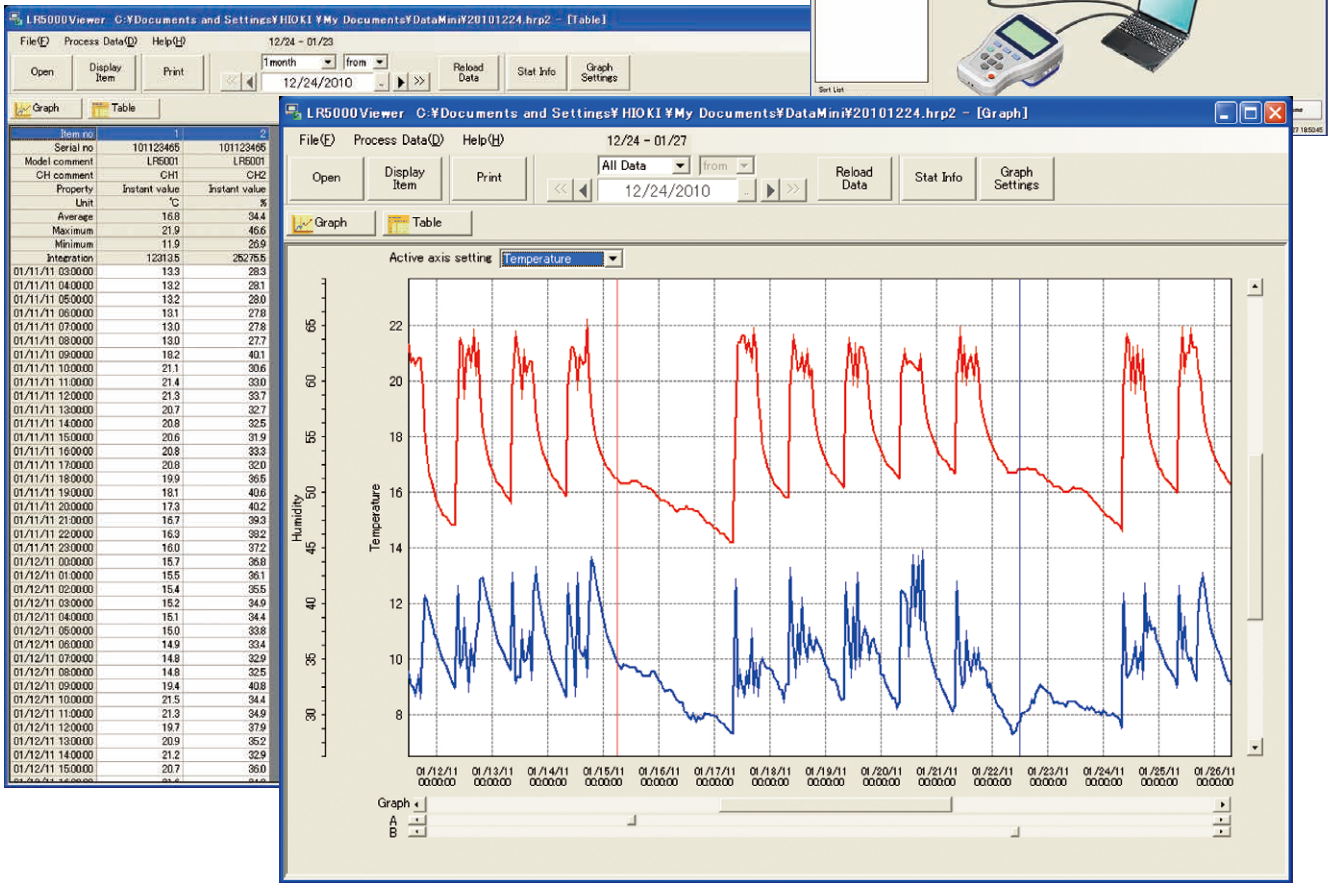 LR5000Viewer C:¥Documents and Settings¥HIOKI ¥My Documents¥DataMini¥20101224.hrp2 - [Table]
File(F) Process Data(D) Help(H) 12/24 - 01/23
Open Display Item Print 1month from 12/24/2010 .. Reload Data Stat Info Graph Settings
Graph Table
Item no 1 2
Serial no 101123465 101123465
Model comment LR5001 LR5001
CH comment CH1 CH2
Property Instant value Instant value
Unit ℃ %
Average 16.8 34.4
Maximum 21.9 46.6
Minimum 11.9 26.9
Integration 12313.5 25275.5
01/11/11 03:00:00 13.3 28.3
01/11/11 04:00:00 13.2 28.1
01/11/11 05:00:00 13.2 28.0
01/11/11 06:00:00 13.1 27.8
01/11/11 07:00:00 13.0 27.8
01/11/11 08:00:00 13.0 27.7
01/11/11 09:00:00 18.2 40.1
01/11/11 10:00:00 21.1 30.6
01/11/11 11:00:00 21.4 33.0
01/11/11 12:00:00 21.3 33.7
01/11/11 13:00:00 20.7 32.7
01/11/11 14:00:00 20.8 32.5
01/11/11 15:00:00 20.6 31.9
01/11/11 16:00:00 20.8 33.3
01/11/11 17:00:00 20.8 32.0
01/11/11 18:00:00 19.9 36.5
01/11/11 19:00:00 18.1 40.6
01/11/11 20:00:00 17.3 40.2
01/11/11 21:00:00 16.7 39.3
01/11/11 22:00:00 16.3 38.2
01/11/11 23:00:00 16.0 37.2
01/12/11 00:00:00 15.7 36.8
01/12/11 01:00:00 15.5 36.1
01/12/11 02:00:00 15.4 35.5
01/12/11 03:00:00 15.2 34.9
01/12/11 04:00:00 15.1 34.4
01/12/11 05:00:00 15.0 33.8
01/12/11 06:00:00 14.9 33.4
01/12/11 07:00:00 14.8 32.9
01/12/11 08:00:00 14.8 32.5
01/12/11 09:00:00 19.4 40.8
01/12/11 10:00:00 21.5 34.4
01/12/11 11:00:00 21.3 34.9
01/12/11 12:00:00 19.7 37.9
01/12/11 13:00:00 20.9 35.2
01/12/11 14:00:00 21.2 32.9
01/12/11 15:00:00 20.7 36.0
Sort List
LR5000Viewer C:¥Documents and Settings¥HIOKI ¥My Documents¥DataMini¥20101224.hrp2 - [Graph]
File(F) Process Data(D) Help(H) 12/24 - 01/27
Open Display Item Print All Data from 12/24/2010 .. Reload Data Stat Info Graph Settings
Graph Table
Active axis setting Temperature
Humidity
65
60
55
50
45
40
35
30
Temperature
22
20
18
16
14
12
10
8
01/12/11 01/13/11 01/14/11 01/15/11 01/16/11 01/17/11 01/18/11 01/19/11 01/20/11 01/21/11 01/22/11 01/23/11 01/24/11 01/25/11 01/26/11
00:00:00 00:00:00 00:00:00 00:00:00 00:00:00 00:00:00 00:00:00 00:00:00 00:00:00 00:00:00 00:00:00 00:00:00 00:00:00 00:00:00 00:00:00
Graph
A
B